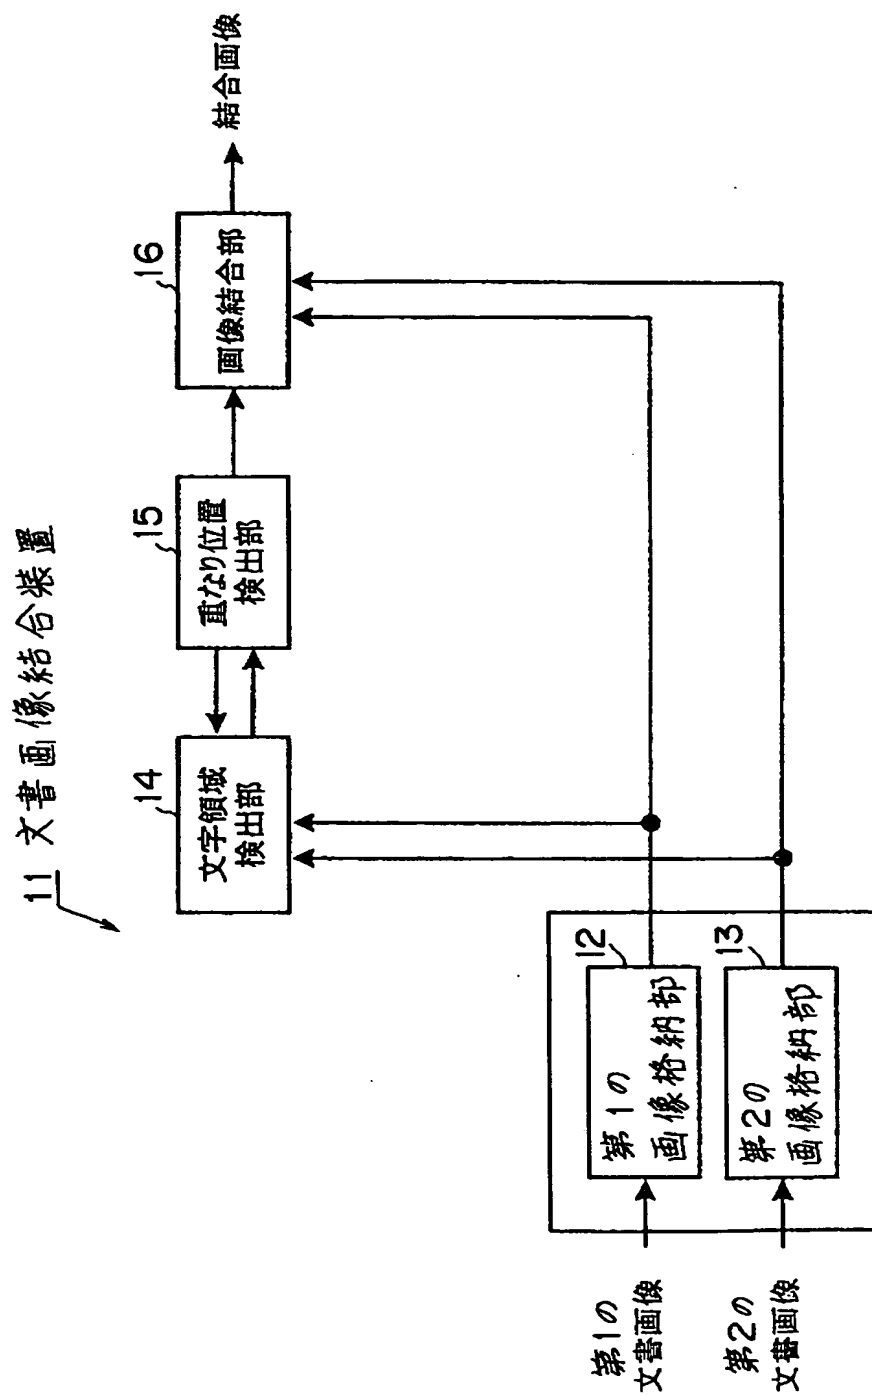 11 文書画像結合装置
第1の
文書画像
第2の
文書画像
12
第1の
画像格納部
13
第2の
画像格納部
14
文字領域
検出部
15
重なり位置
検出部
16
画像結合部
結合画像